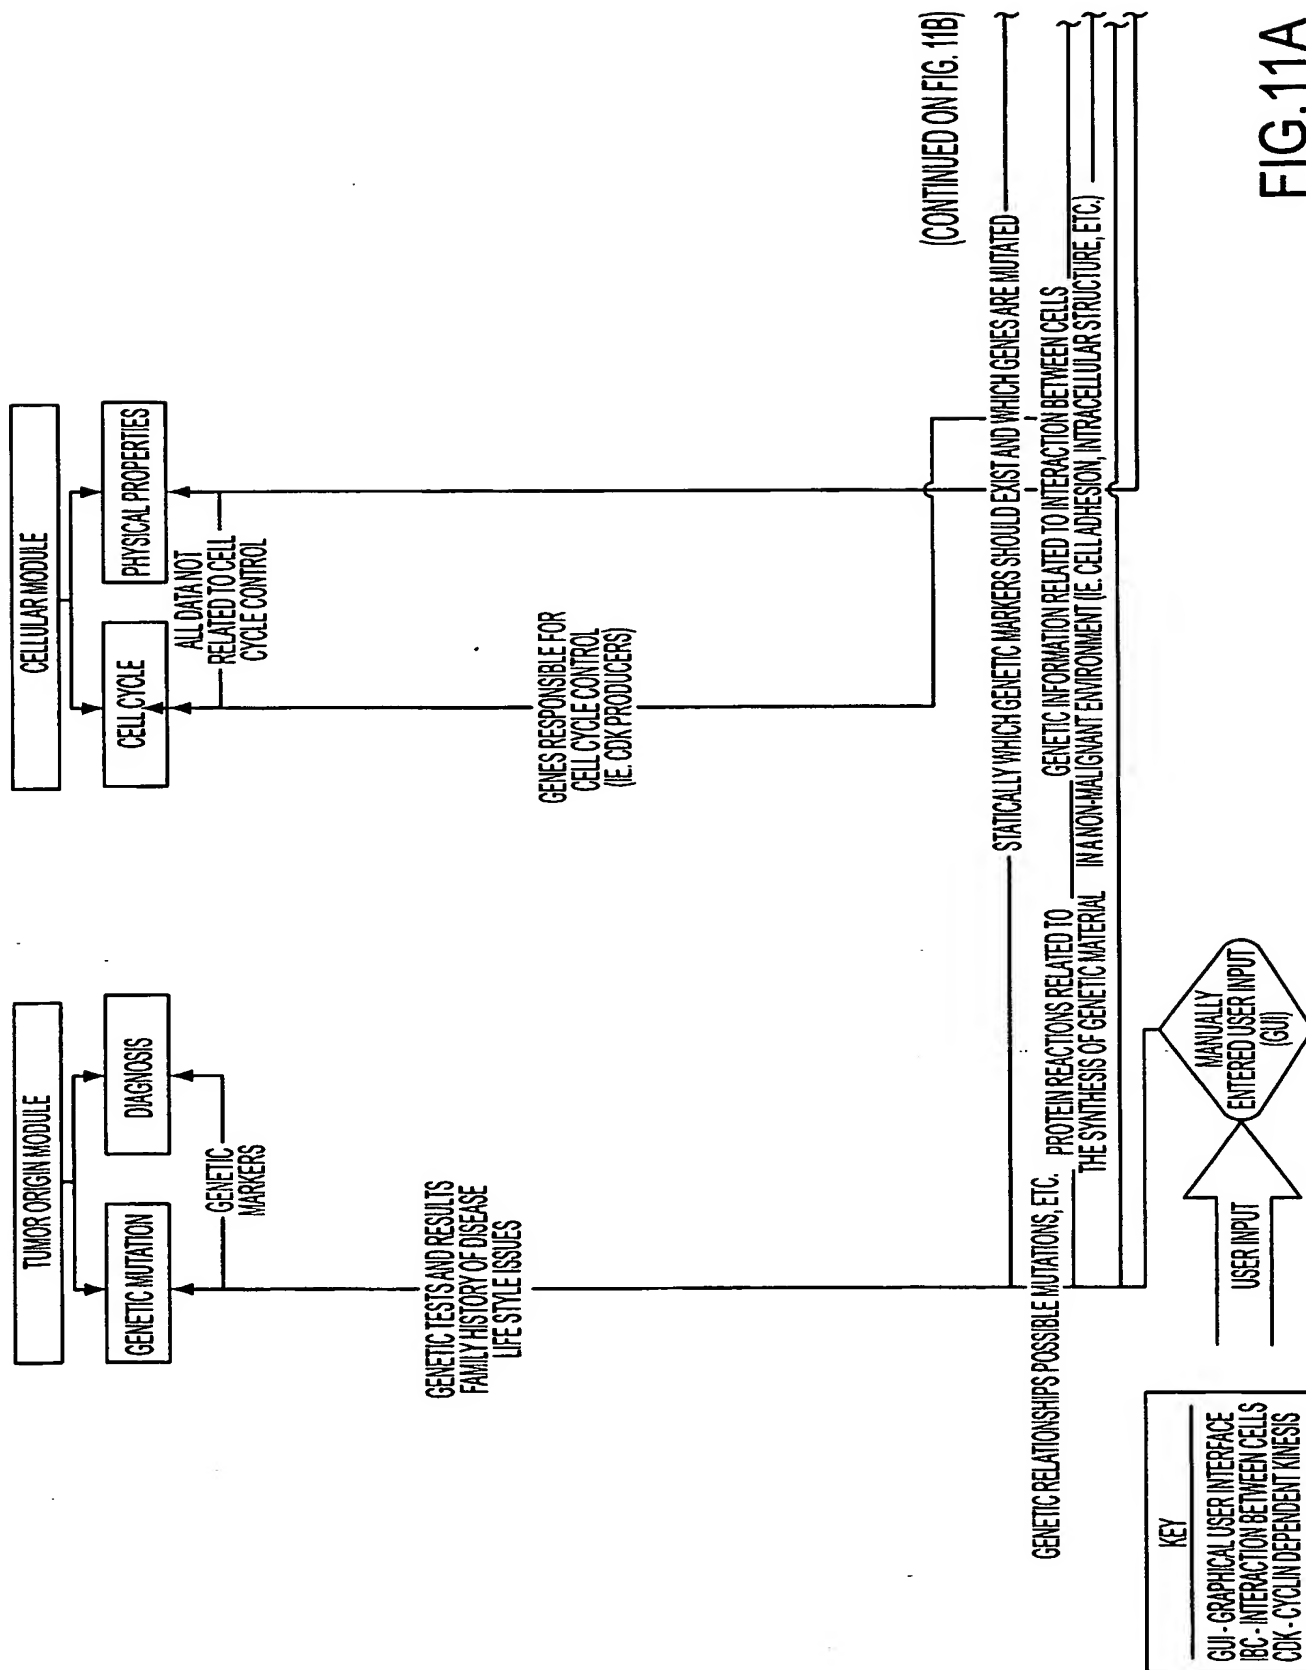 TUMOR ORIGIN MODULE
GENETIC MUTATION
DIAGNOSIS
GENETIC
MARKERS
GENETIC TESTS AND RESULTS
FAMILY HISTORY OF DISEASE
LIFE STYLE ISSUES
CELLULAR MODULE
CELL CYCLE
PHYSICAL PROPERTIES
ALL DATA NOT
RELATED TO CELL
CYCLE CONTROL
GENES RESPONSIBLE FOR
CELL CYCLE CONTROL
(IE. CDK PRODUCERS)
(CONTINUED ON FIG. 11B)
STATICALLY WHICH GENETIC MARKERS SHOULD EXIST AND WHICH GENES ARE MUTATED
GENETIC RELATIONSHIPS POSSIBLE MUTATIONS, ETC.
PROTEIN REACTIONS RELATED TO
THE SYNTHESIS OF GENETIC MATERIAL
GENETIC INFORMATION RELATED TO INTERACTION BETWEEN CELLS
IN A NON-MALIGNANT ENVIRONMENT (IE. CELL ADHESION, INTRACELLULAR STRUCTURE, ETC.)
KEY
GUI - GRAPHICAL USER INTERFACE
IBC - INTERACTION BETWEEN CELLS
CDK - CYCLIN DEPENDENT KINESIS
USER INPUT
MANUALLY
ENTERED USER INPUT
(GUI)
FIG.11A